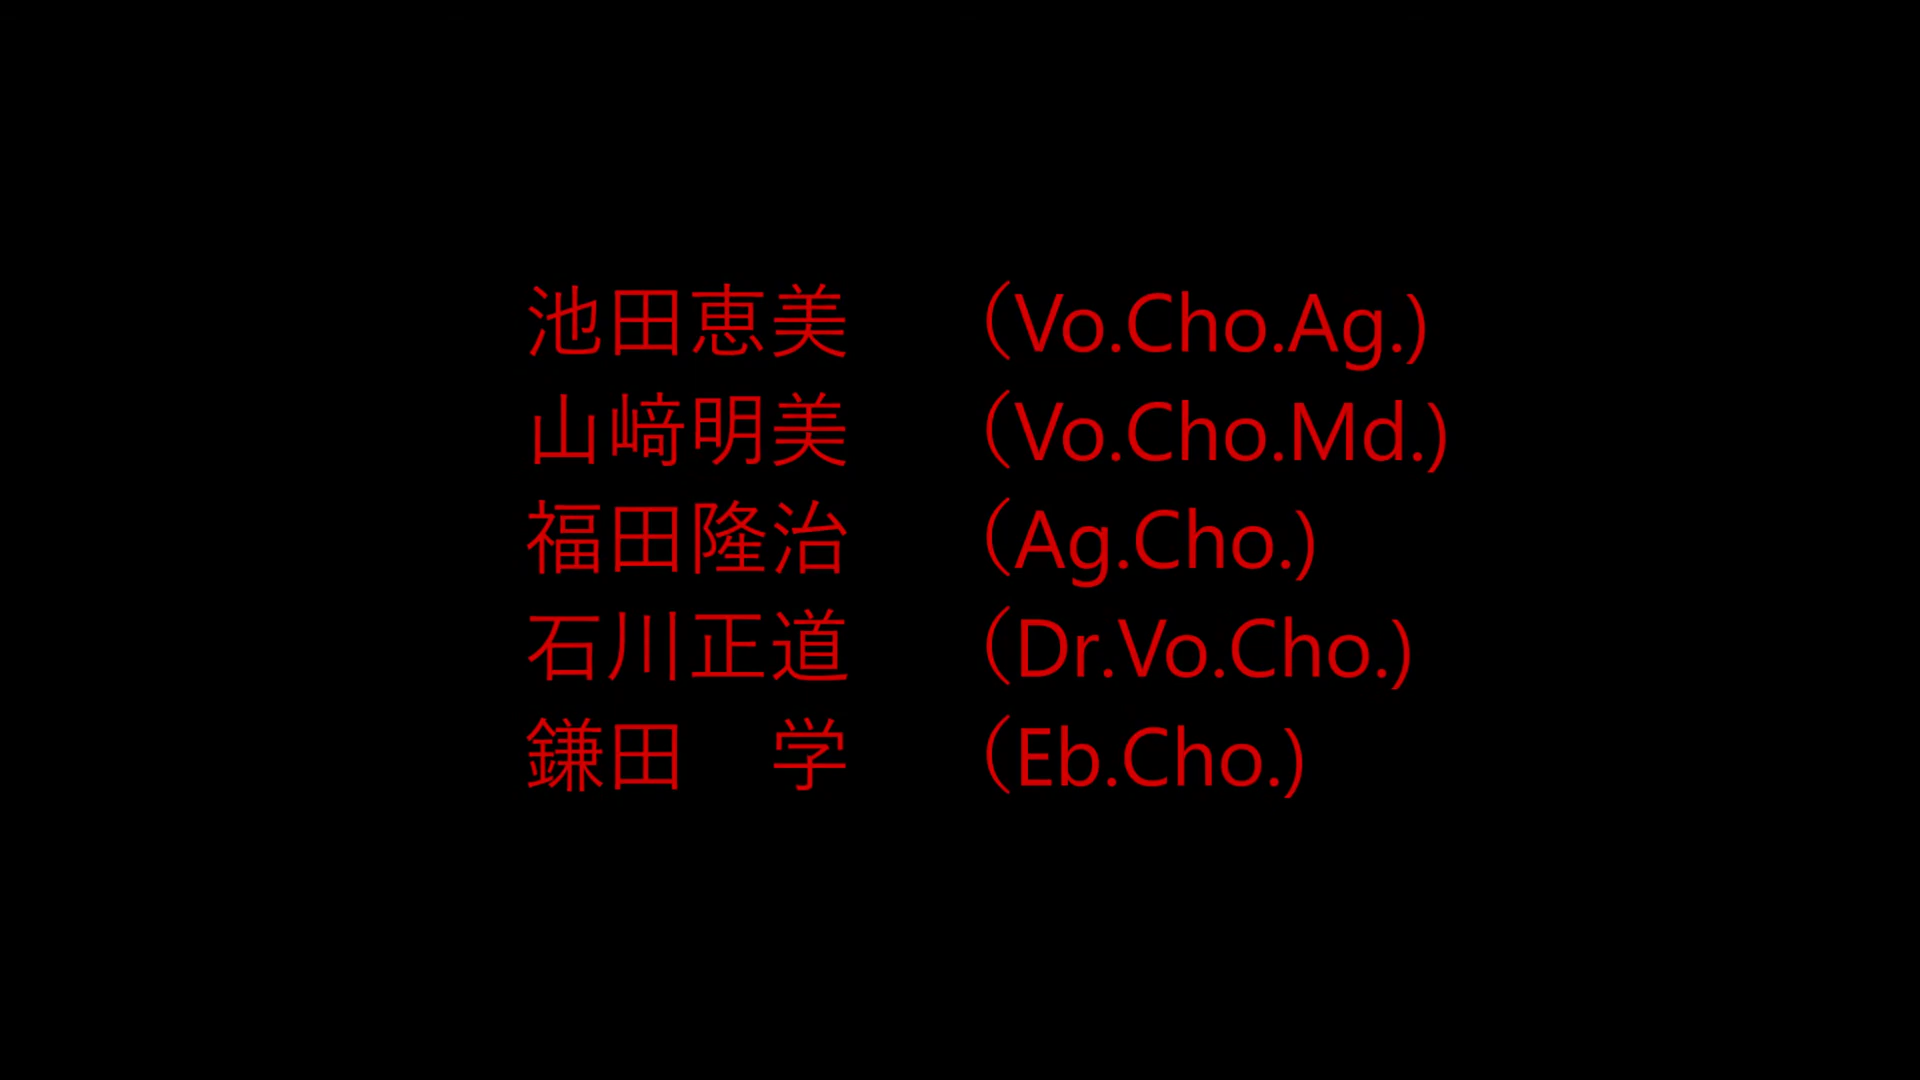 池田恵美　（Vo.Cho.Ag.)
山﨑明美　（Vo.Cho.Md.)
福田隆治　（Ag.Cho.)
石川正道　（Dr.Vo.Cho.)
鎌田　学　（Eb.Cho.)